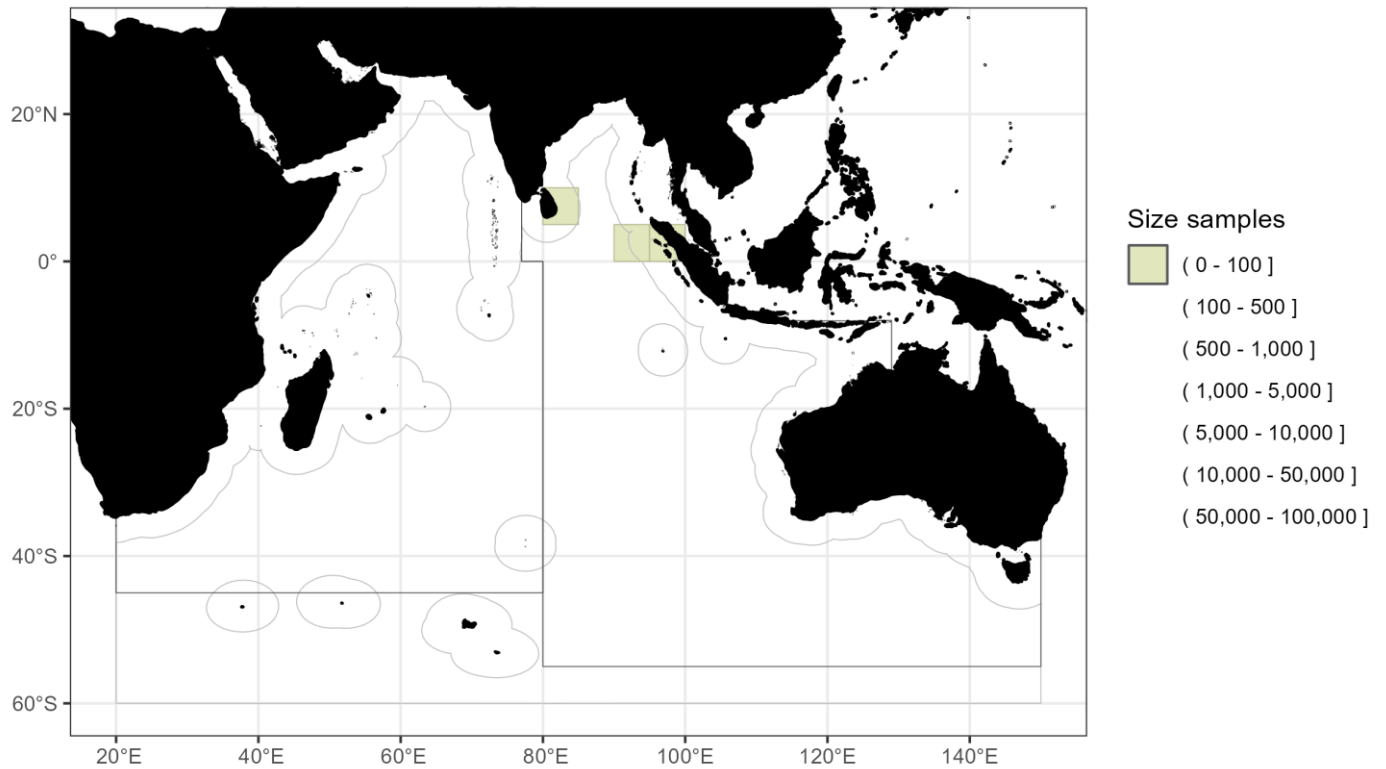 20°N
0°
20°S
40°S
60°S
20°E
40°E
60°E
80°E
100°E
120°E
140°E
Size samples
( 0 - 100 ]
( 100 - 500 ]
( 500 - 1,000 ]
( 1,000 - 5,000 ]
( 5,000 - 10,000 ]
( 10,000 - 50,000 ]
( 50,000 - 100,000 ]